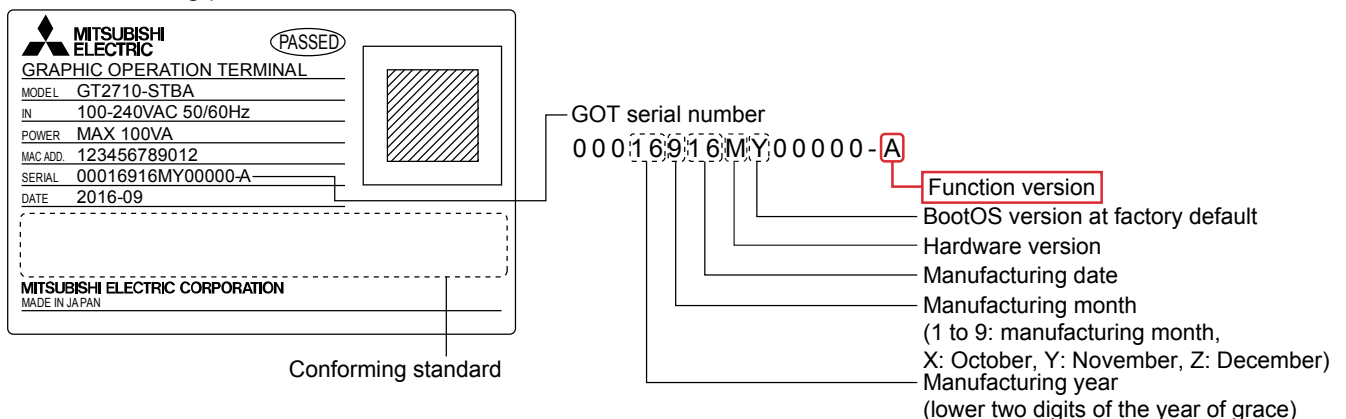 MITSUBISHI
ELECTRIC
PASSED
GRAPHIC OPERATION TERMINAL
MODEL GT2710-STBA
IN 100-240VAC 50/60Hz
POWER MAX 100VA
MAC ADD. 123456789012
SERIAL 00016916MY00000-A
DATE 2016-09
MITSUBISHI ELECTRIC CORPORATION
MADE IN JAPAN
Conforming standard
GOT serial number
00016916MY00000-A
Function version
BootOS version at factory default
Hardware version
Manufacturing date
Manufacturing month
(1 to 9: manufacturing month,
X: October, Y: November, Z: December)
Manufacturing year
(lower two digits of the year of grace)